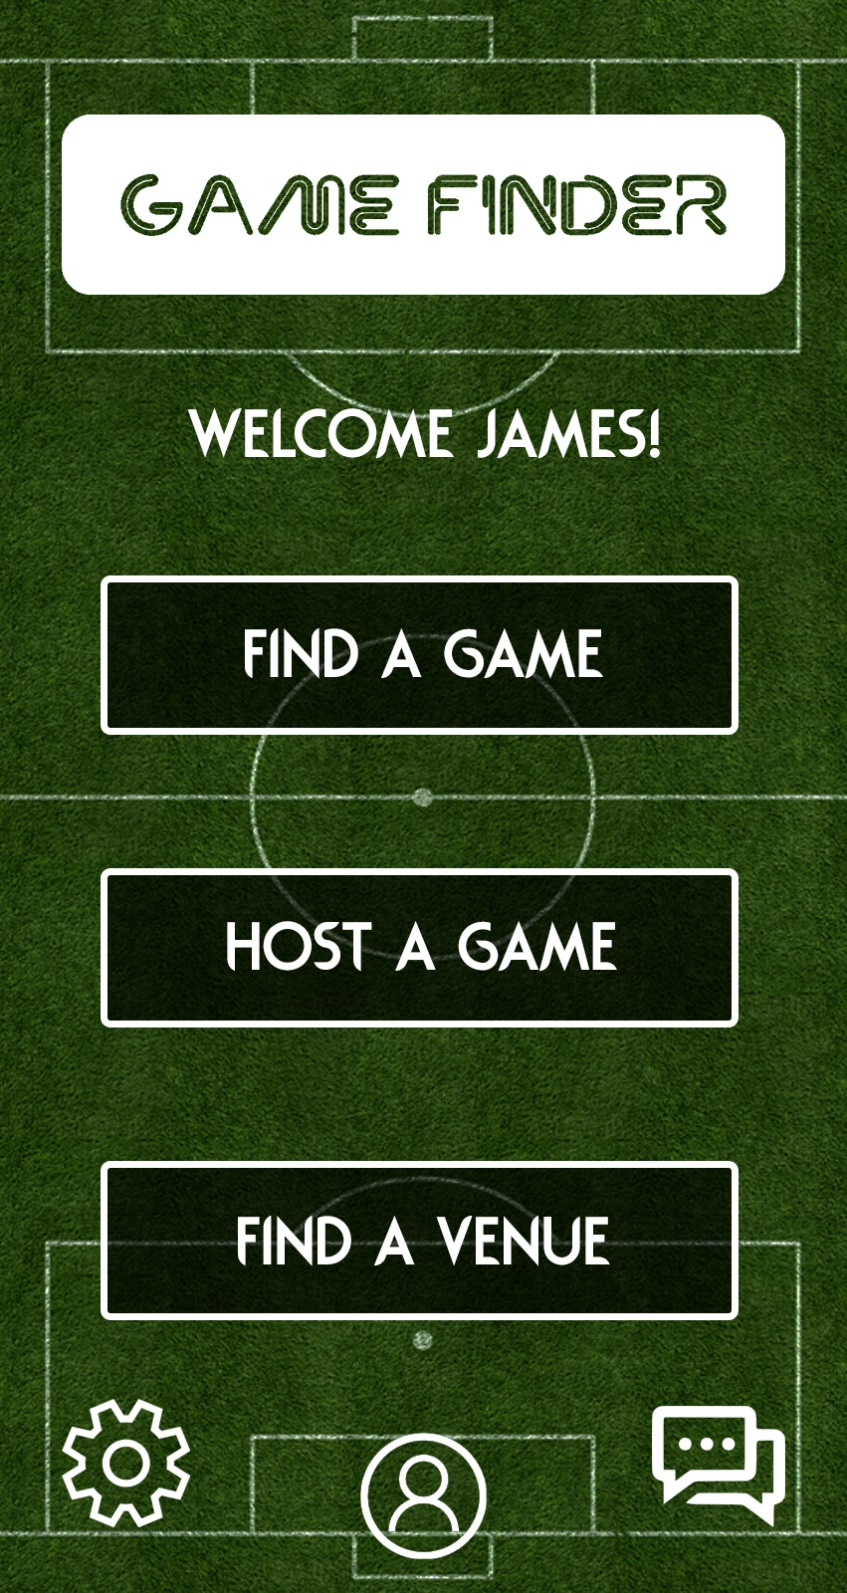 GAME FINDER
WELCOME JAMES!
FIND A GAME
HOST A GAME
FIND A VENUE